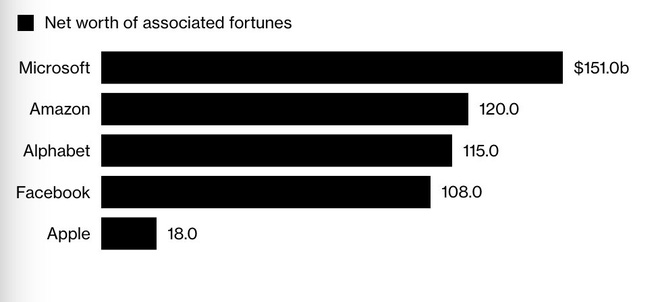 Net worth of associated fortunes
Microsoft $151.0b
Amazon 120.0
Alphabet 115.0
Facebook 108.0
Apple 18.0